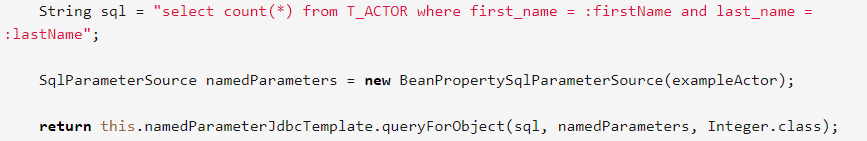 String sql = "select count(*) from T_ACTOR where first_name = :firstName and last_name =
:lastName";
SqlParameterSource namedParameters = new BeanPropertySqlParameterSource(exampleActor);
return this.namedParameterJdbcTemplate.queryForObject(sql, namedParameters, Integer.class);